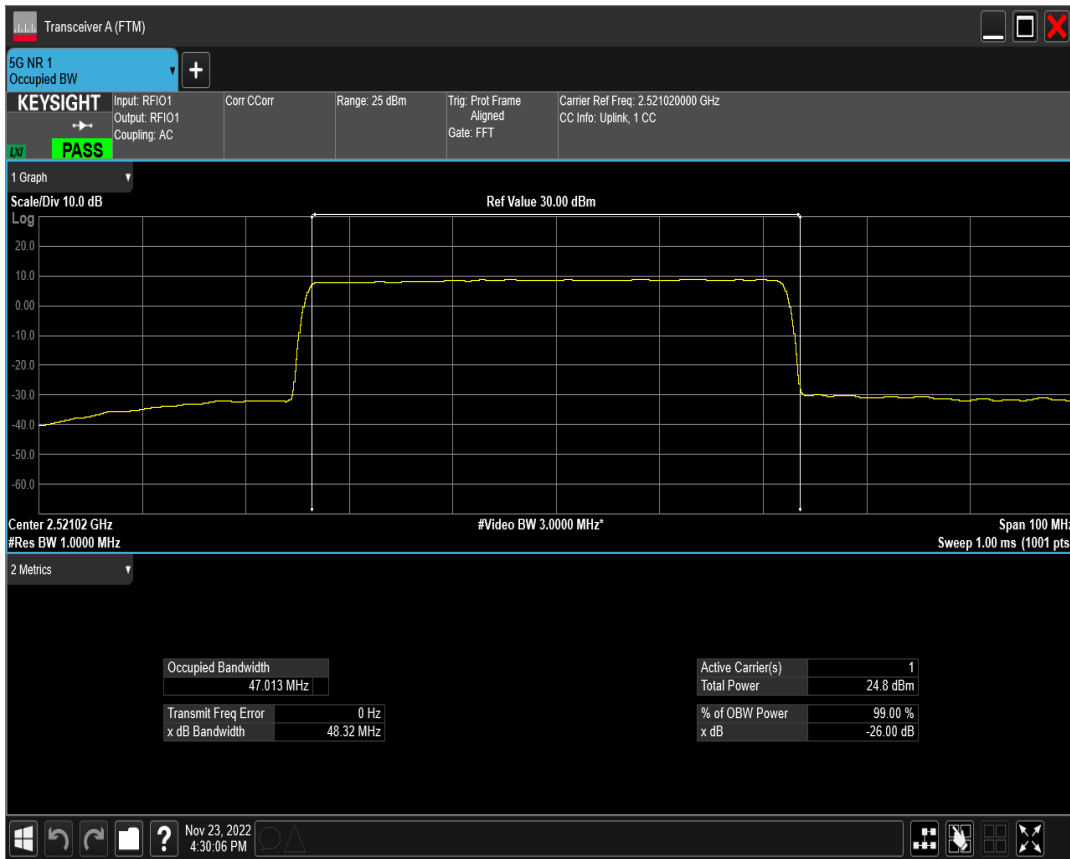 Transceiver A (FTM)
5G NR 1
Occupied BW
+
KEYSIGHT
LXI
PASS
Input: RFIO1
Output: RFIO1
Coupling: AC
Corr CCorr
Range: 25 dBm
Trig: Prot Frame
Aligned
Gate: FFT
Carrier Ref Freq: 2.521020000 GHz
CC Info: Uplink, 1 CC
1 Graph
Scale/Div 10.0 dB
Ref Value 30.00 dBm
Log
20.0
10.0
0.00
-10.0
-20.0
-30.0
-40.0
-50.0
-60.0
Center 2.52102 GHz
#Video BW 3.0000 MHz*
Span 100 MHz
#Res BW 1.0000 MHz
Sweep 1.00 ms (1001 pts
2 Metrics
Occupied Bandwidth
47.013 MHz
Transmit Freq Error 0 Hz
x dB Bandwidth 48.32 MHz
Active Carrier(s) 1
Total Power 24.8 dBm
% of OBW Power 99.00 %
x dB -26.00 dB
?
Nov 23, 2022
4:30:06 PM